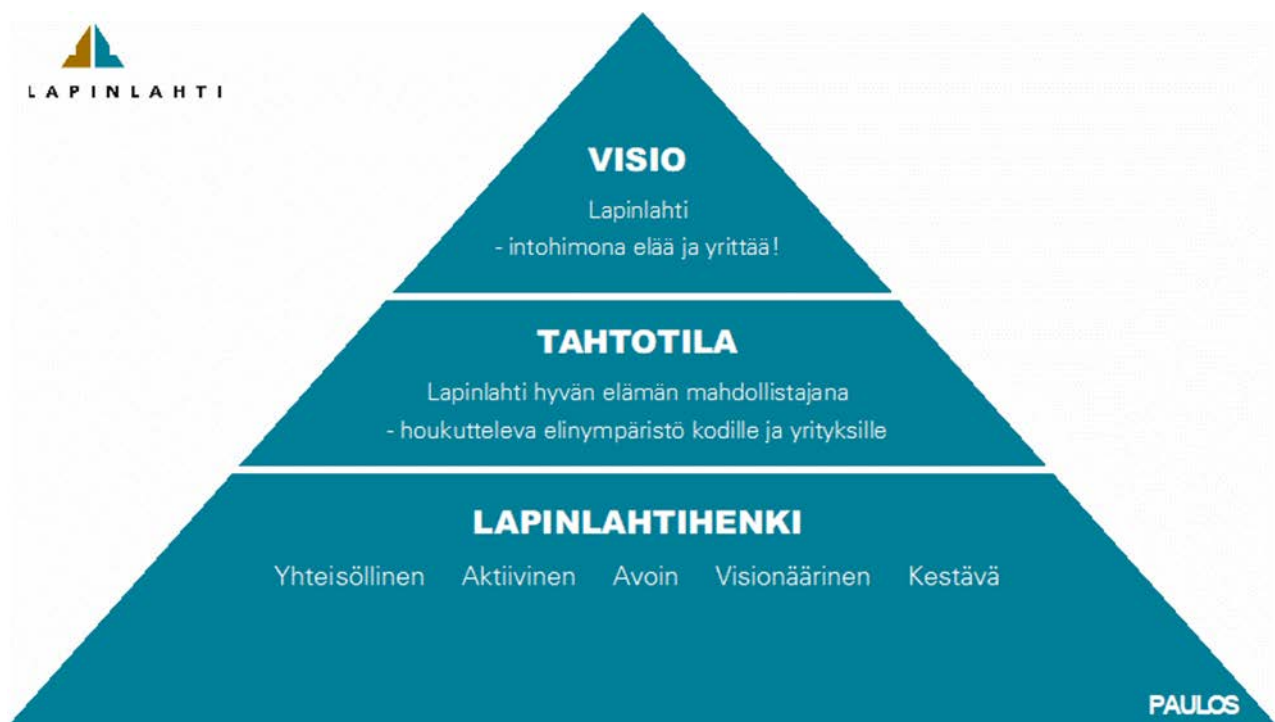 LAPINLAHTI
VISIO
Lapinlahti
- intohimona elää ja yrittää!
TAHTOTILA
Lapinlahti hyvän elämän mahdollistajana
- houkutteleva elinympäristö kodille ja yrityksille
LAPINLAHTIHENKI
Yhteisöllinen Aktiivinen Avoin Visionäärinen Kestävä
PAULOS